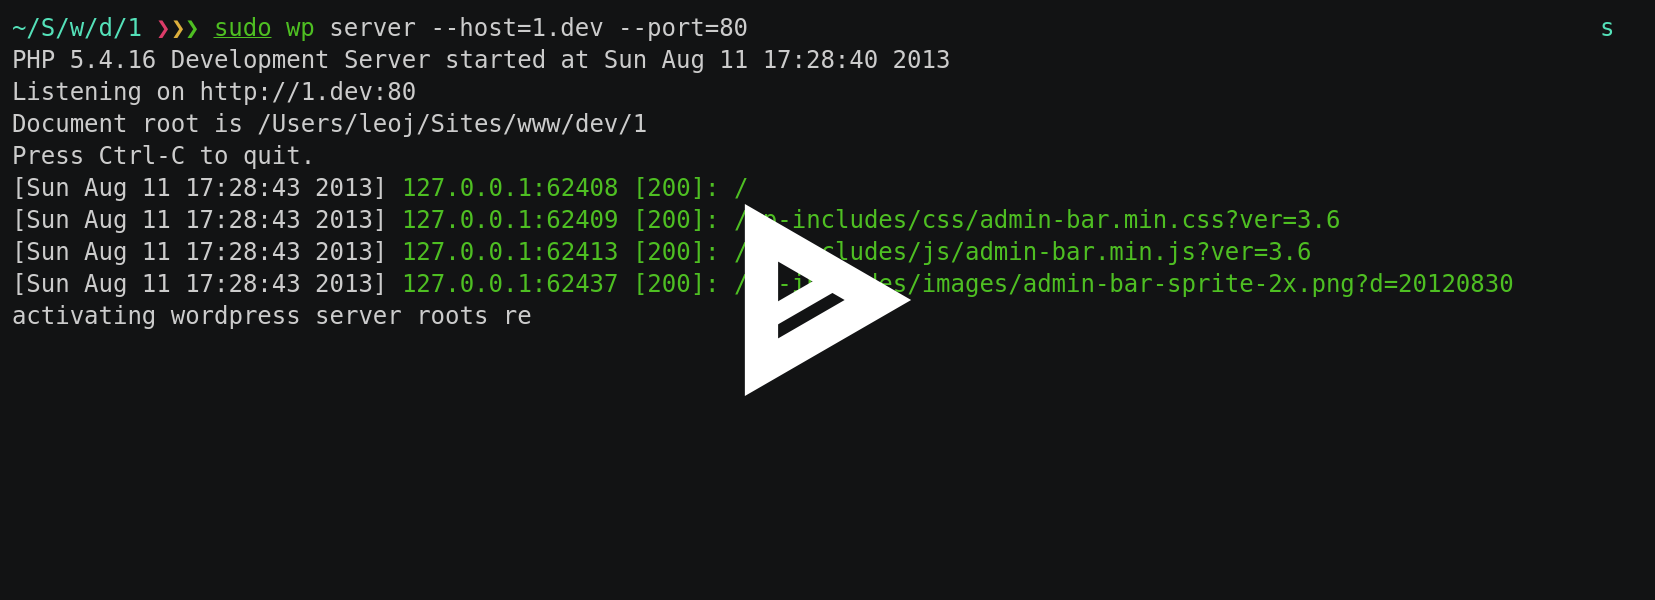 ~/S/w/d/1 ❯❯❯ sudo wp server --host=1.dev --port=80 s
PHP 5.4.16 Development Server started at Sun Aug 11 17:28:40 2013
Listening on http://1.dev:80
Document root is /Users/leoj/Sites/www/dev/1
Press Ctrl-C to quit.
[Sun Aug 11 17:28:43 2013] 127.0.0.1:62408 [200]: /
[Sun Aug 11 17:28:43 2013] 127.0.0.1:62409 [200]: /wp-includes/css/admin-bar.min.css?ver=3.6
[Sun Aug 11 17:28:43 2013] 127.0.0.1:62413 [200]: /wp-includes/js/admin-bar.min.js?ver=3.6
[Sun Aug 11 17:28:43 2013] 127.0.0.1:62437 [200]: /wp-includes/images/admin-bar-sprite-2x.png?d=20120830
activating wordpress server roots re